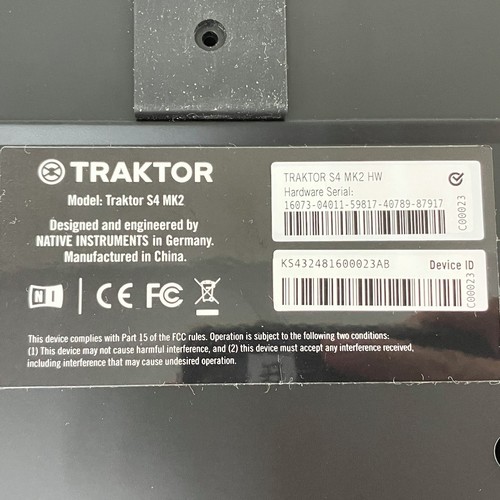 TRAKTOR
Model: Traktor S4 MK2
Designed and engineered by
NATIVE INSTRUMENTS in Germany.
Manufactured in China.
NI
CE FC
This device complies with Part 15 of the FCC rules. Operation is subject to the following two conditions:
(1) This device may not cause harmful interference, and (2) this device must accept any interference received,
including interference that may cause undesired operation.
TRAKTOR S4 MK2 HW
Hardware Serial:
16073-04011-59817-40789-87917
C00023
KS432481600023AB Device ID
C00023